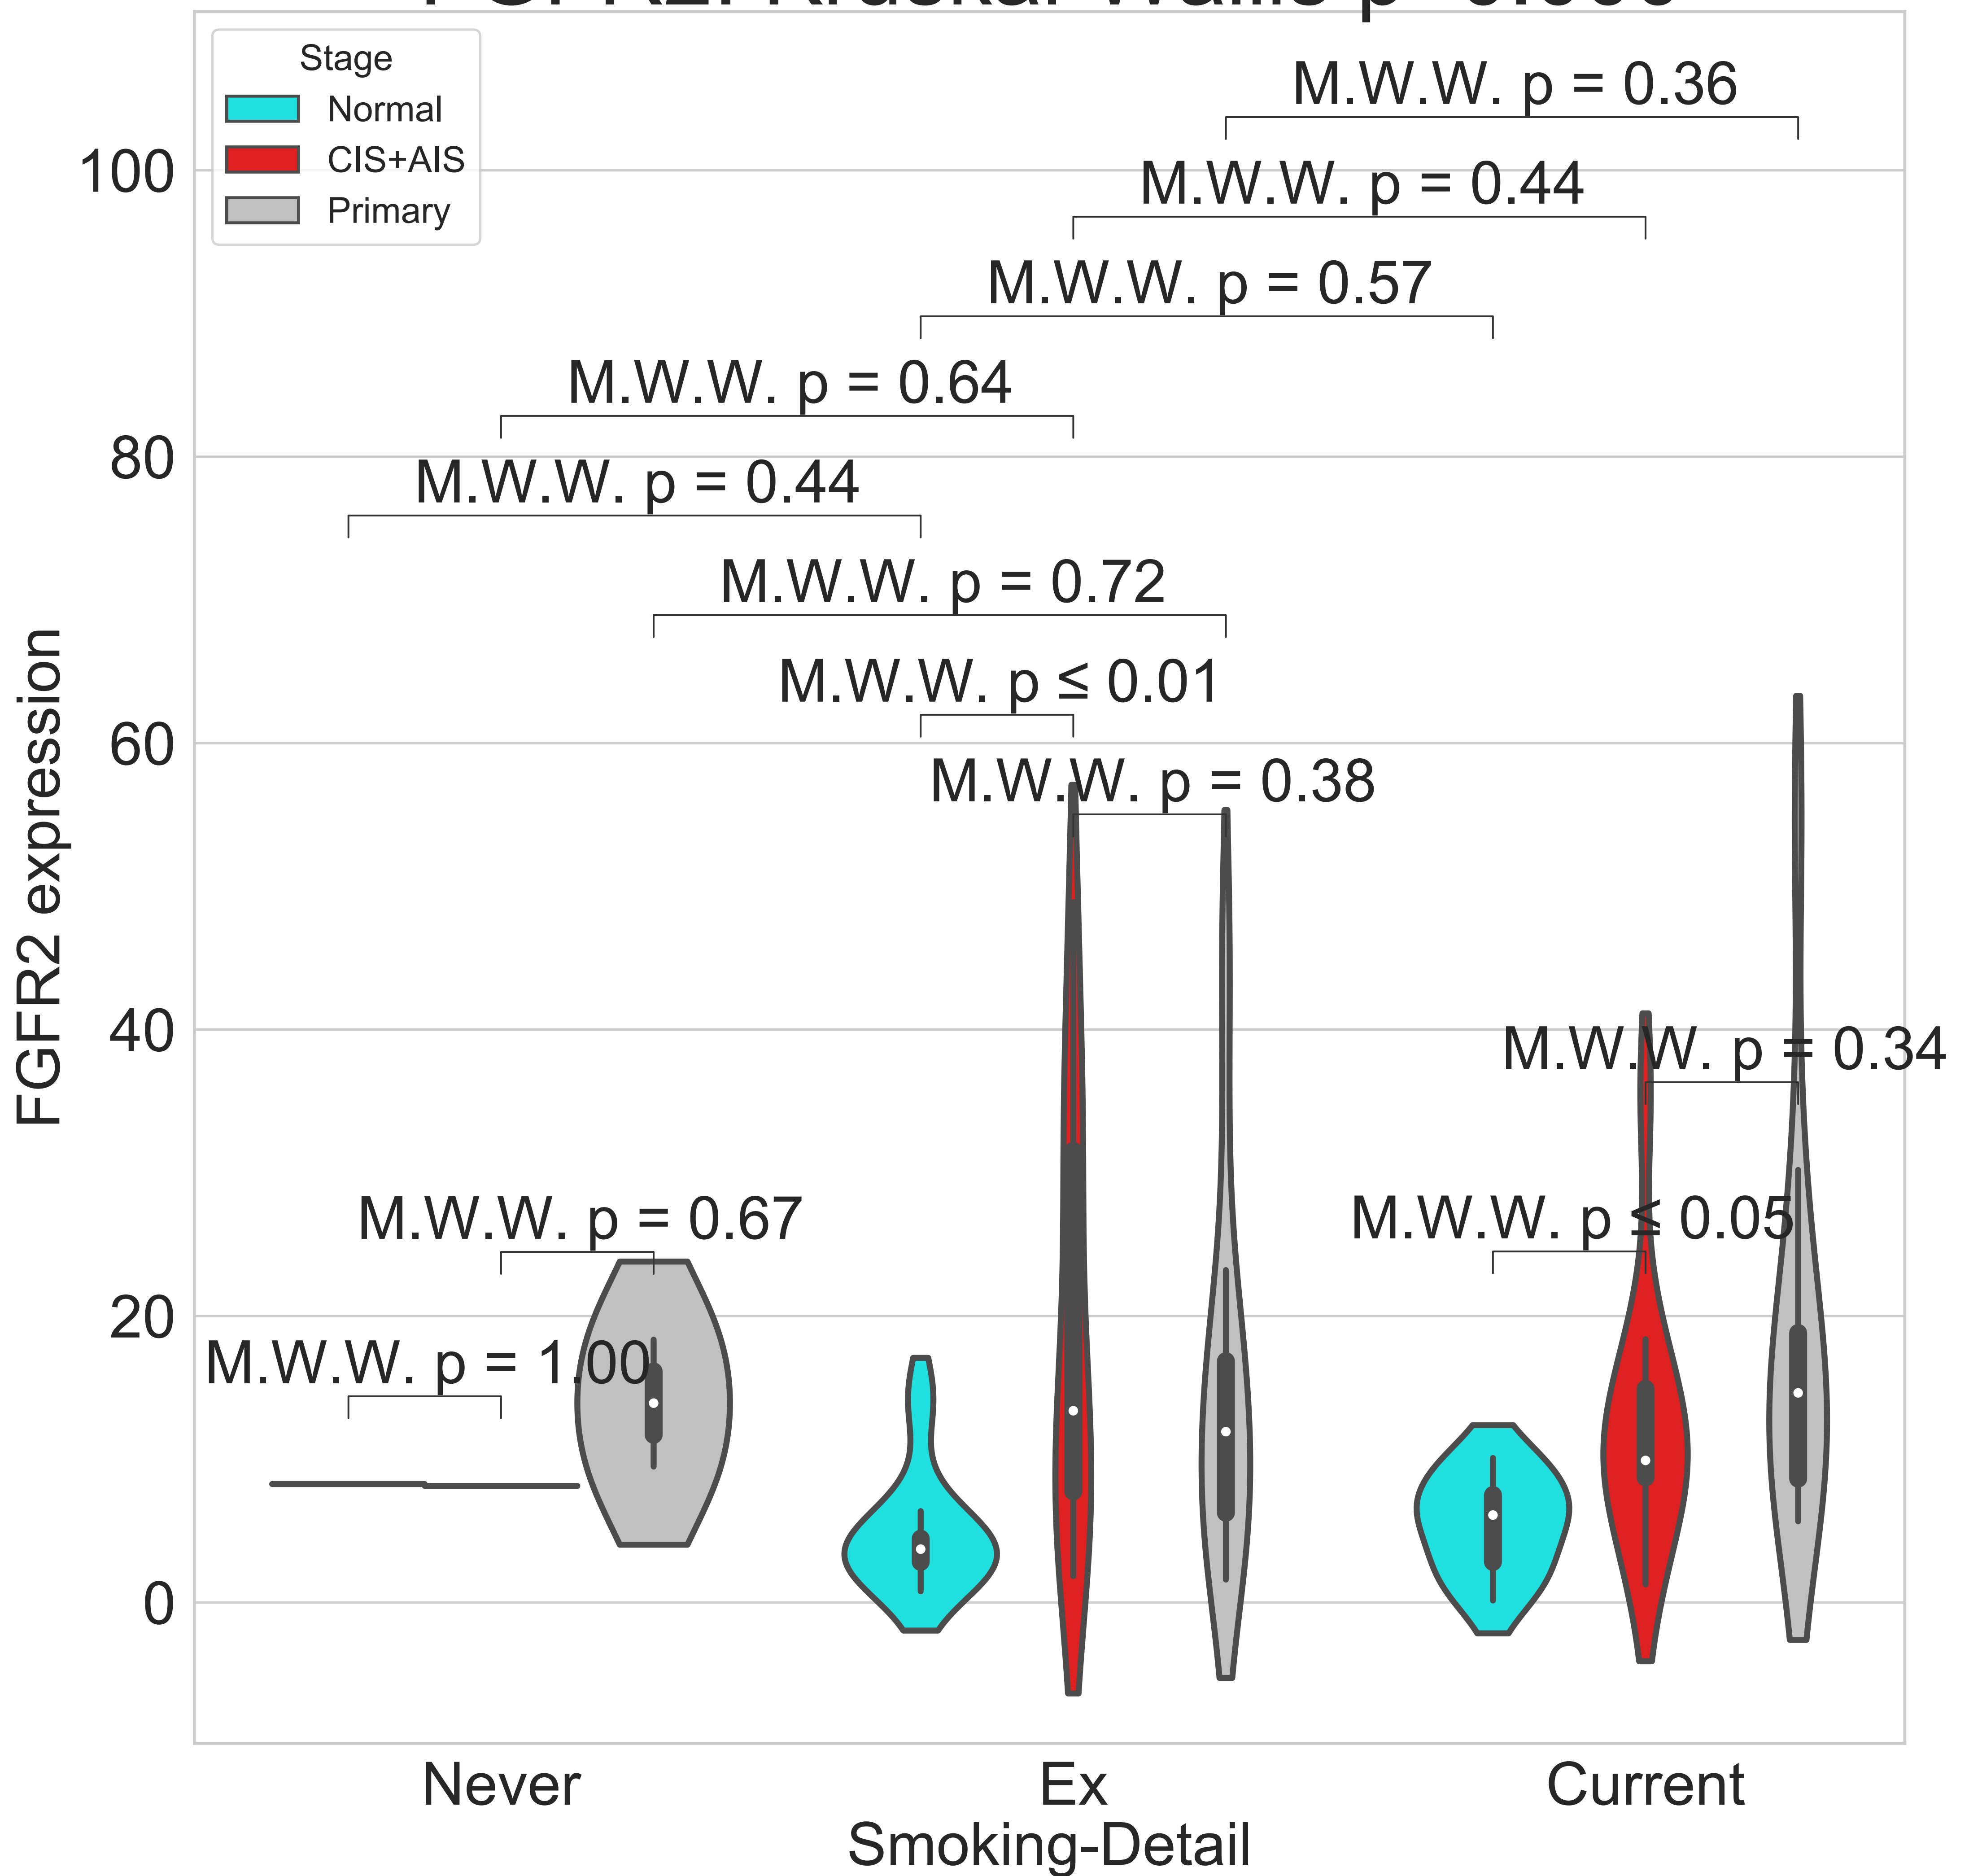 Stage
Normal
CIS+AIS
Primary
M.W.W. p = 0.36
M.W.W. p = 0.44
M.W.W. p = 0.57
M.W.W. p = 0.64
M.W.W. p = 0.44
M.W.W. p = 0.72
M.W.W. p ≤ 0.01
M.W.W. p = 0.38
M.W.W. p = 0.34
M.W.W. p = 0.67
M.W.W. p ≤ 0.05
M.W.W. p = 1.00
100
80
60
40
20
0
FGFR2 expression
Never
Ex
Current
Smoking-Detail